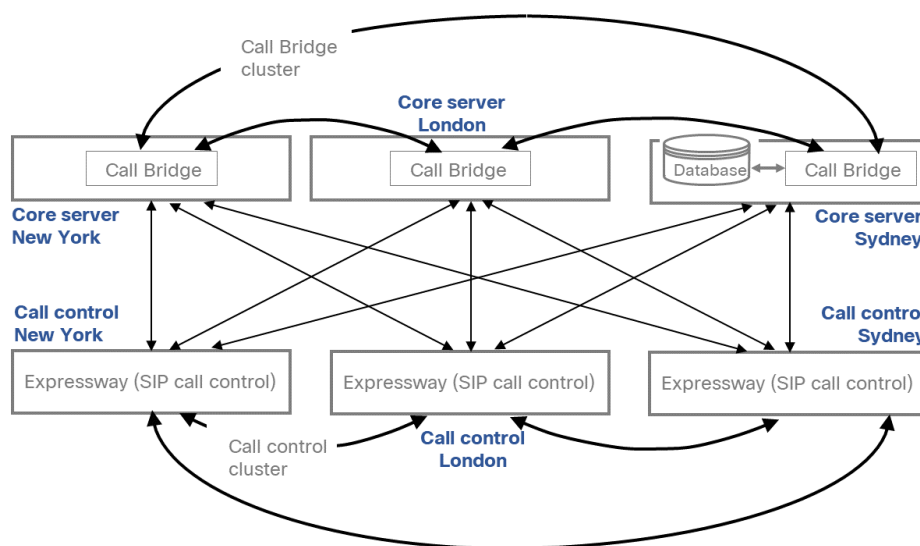 Call Bridge
cluster
Core server
London
Call Bridge
Call Bridge
Database
Call Bridge
Core server
New York
Core server
Sydney
Call control
New York
Call contro
Sydney
Expressway (SIP call control)
Expressway (SIP call control)
Expressway (SIP call control)
Call control
cluster
Call control
London